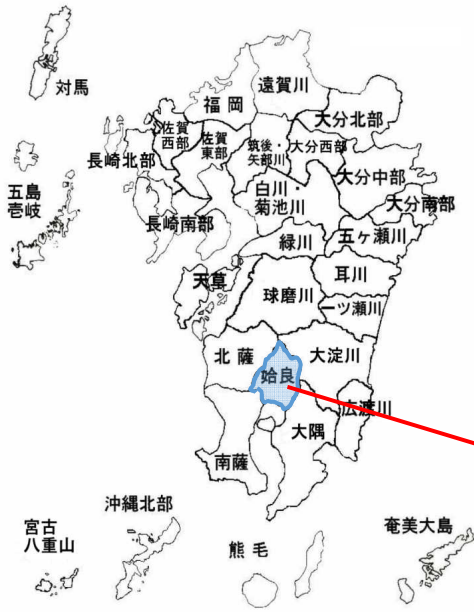 対馬
遠賀川
福岡
大分北部
佐賀
西部
佐賀
東部
筑後・
矢部川
大分西部
長崎北部
大分中部
五島
壱岐
白川・
菊池川
大分南部
長崎南部
緑川
五ヶ瀬川
天草
球磨川
耳川
一ツ瀬川
北薩
大淀川
姶良
広渡川
大隅
南薩
沖縄北部
宮古
八重山
熊毛
奄美大島